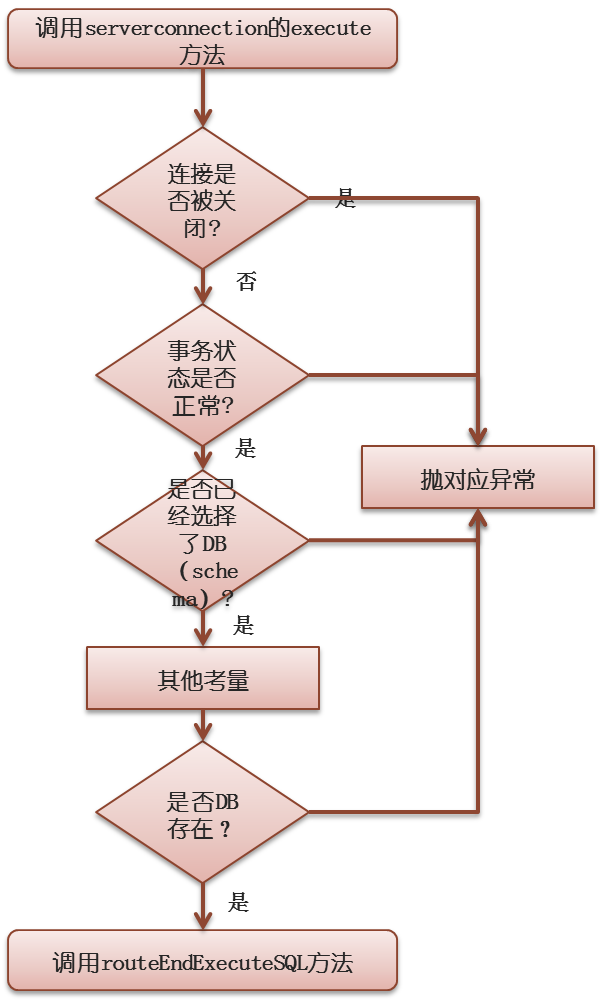 调用serverconnection的execute
方法
连接是
否被关
闭?
是
否
事务状
态是否
正常?
是
抛对应异常
是否已
经选择
了DB
（sche
ma）?
是
其他考量
是否DB
存在？
是
调用routeEndExecuteSQL方法